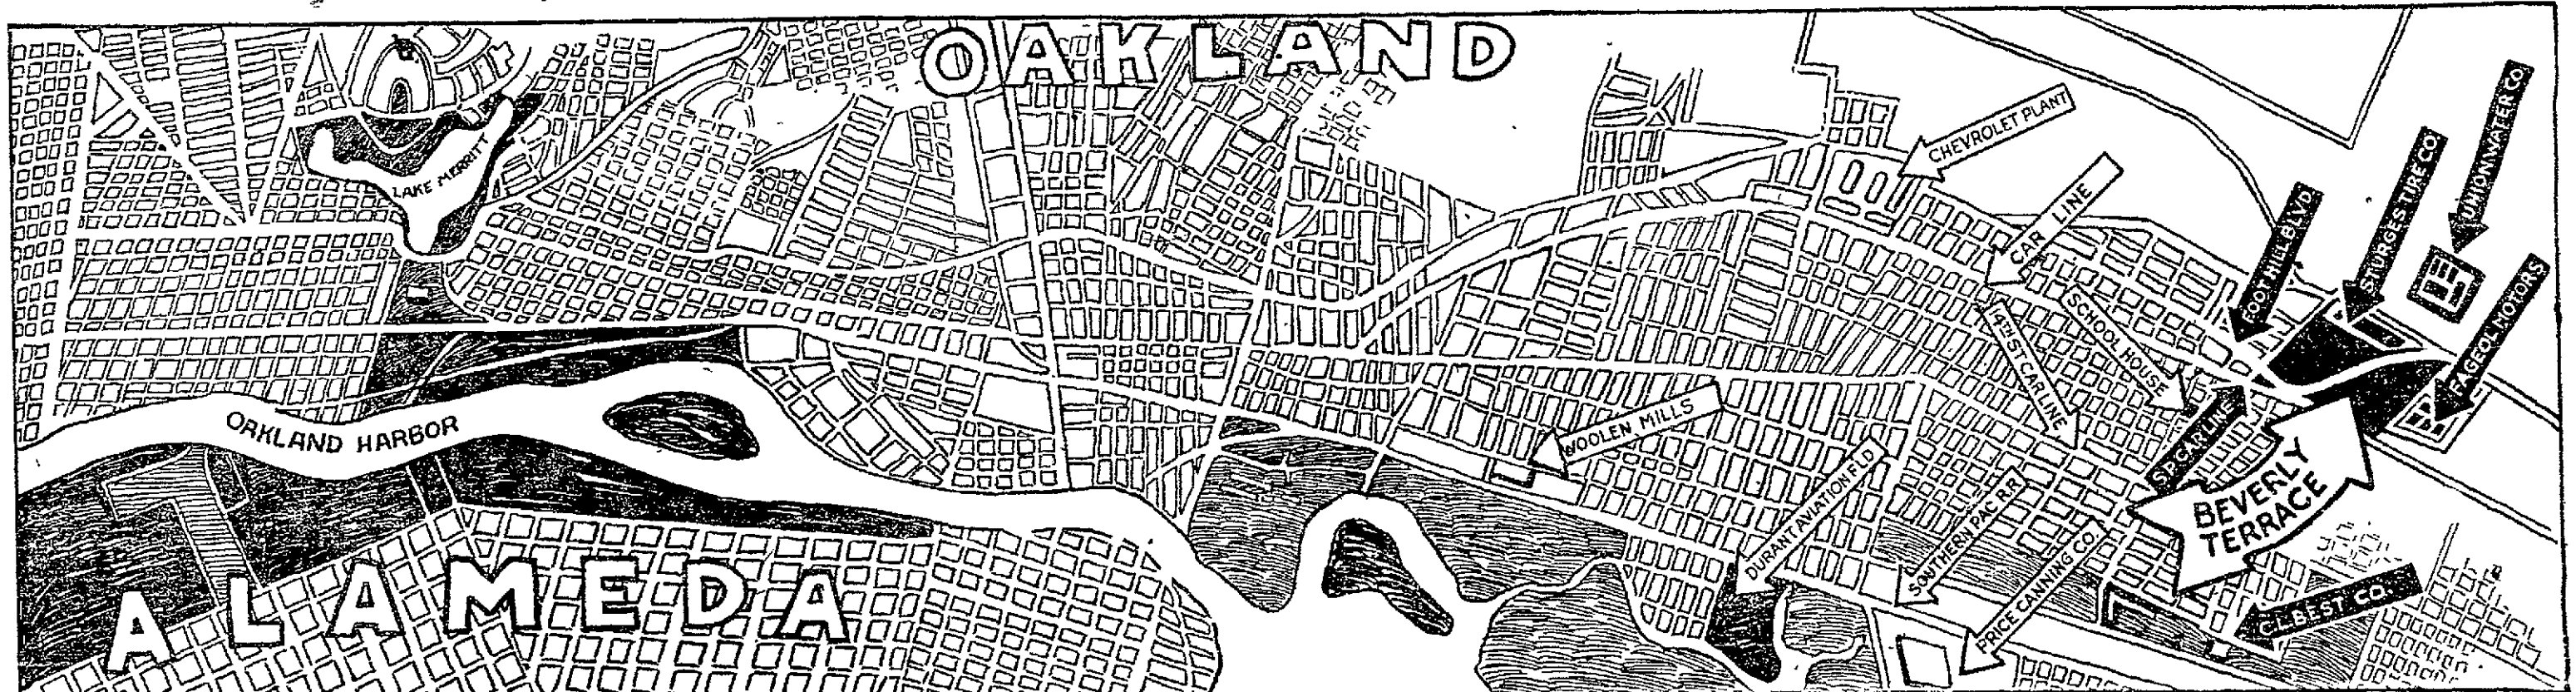 OAKLAND
LAKE MERRITT
CHEVROLET PLANT
CAR LINE
FOOT HILL BLVD
STURGES TIRE CO.
UNION WATER CO.
FAGEOL MOTORS
SCHOOL HOUSE
14TH ST CAR LINE
S.P. CAR LINE
OAKLAND HARBOR
WOOLEN MILLS
DURANT AVIATION FLD
SOUTHERN PAC R.R.
PRICE CANNING CO.
BEVERLY
TERRACE
C.L. BEST CO.
ALAMEDA